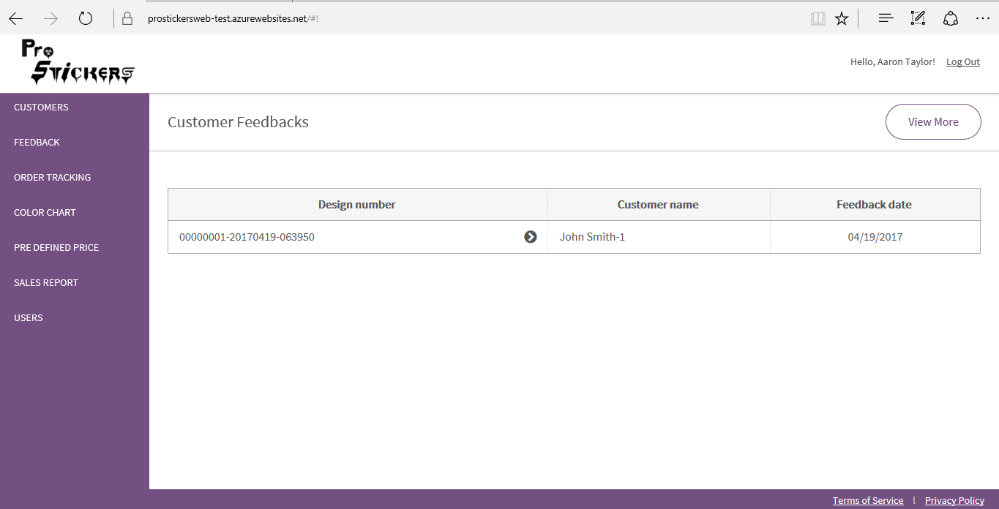 prostickersweb-test.azurewebsites.net/#!
Pro
Stickers
Hello, Aaron Taylor! Log Out
CUSTOMERS
FEEDBACK
ORDER TRACKING
COLOR CHART
PRE DEFINED PRICE
SALES REPORT
USERS
Customer Feedbacks
View More
Design number Customer name Feedback date
00000001-20170419-063950 John Smith-1 04/19/2017
Terms of Service | Privacy Policy